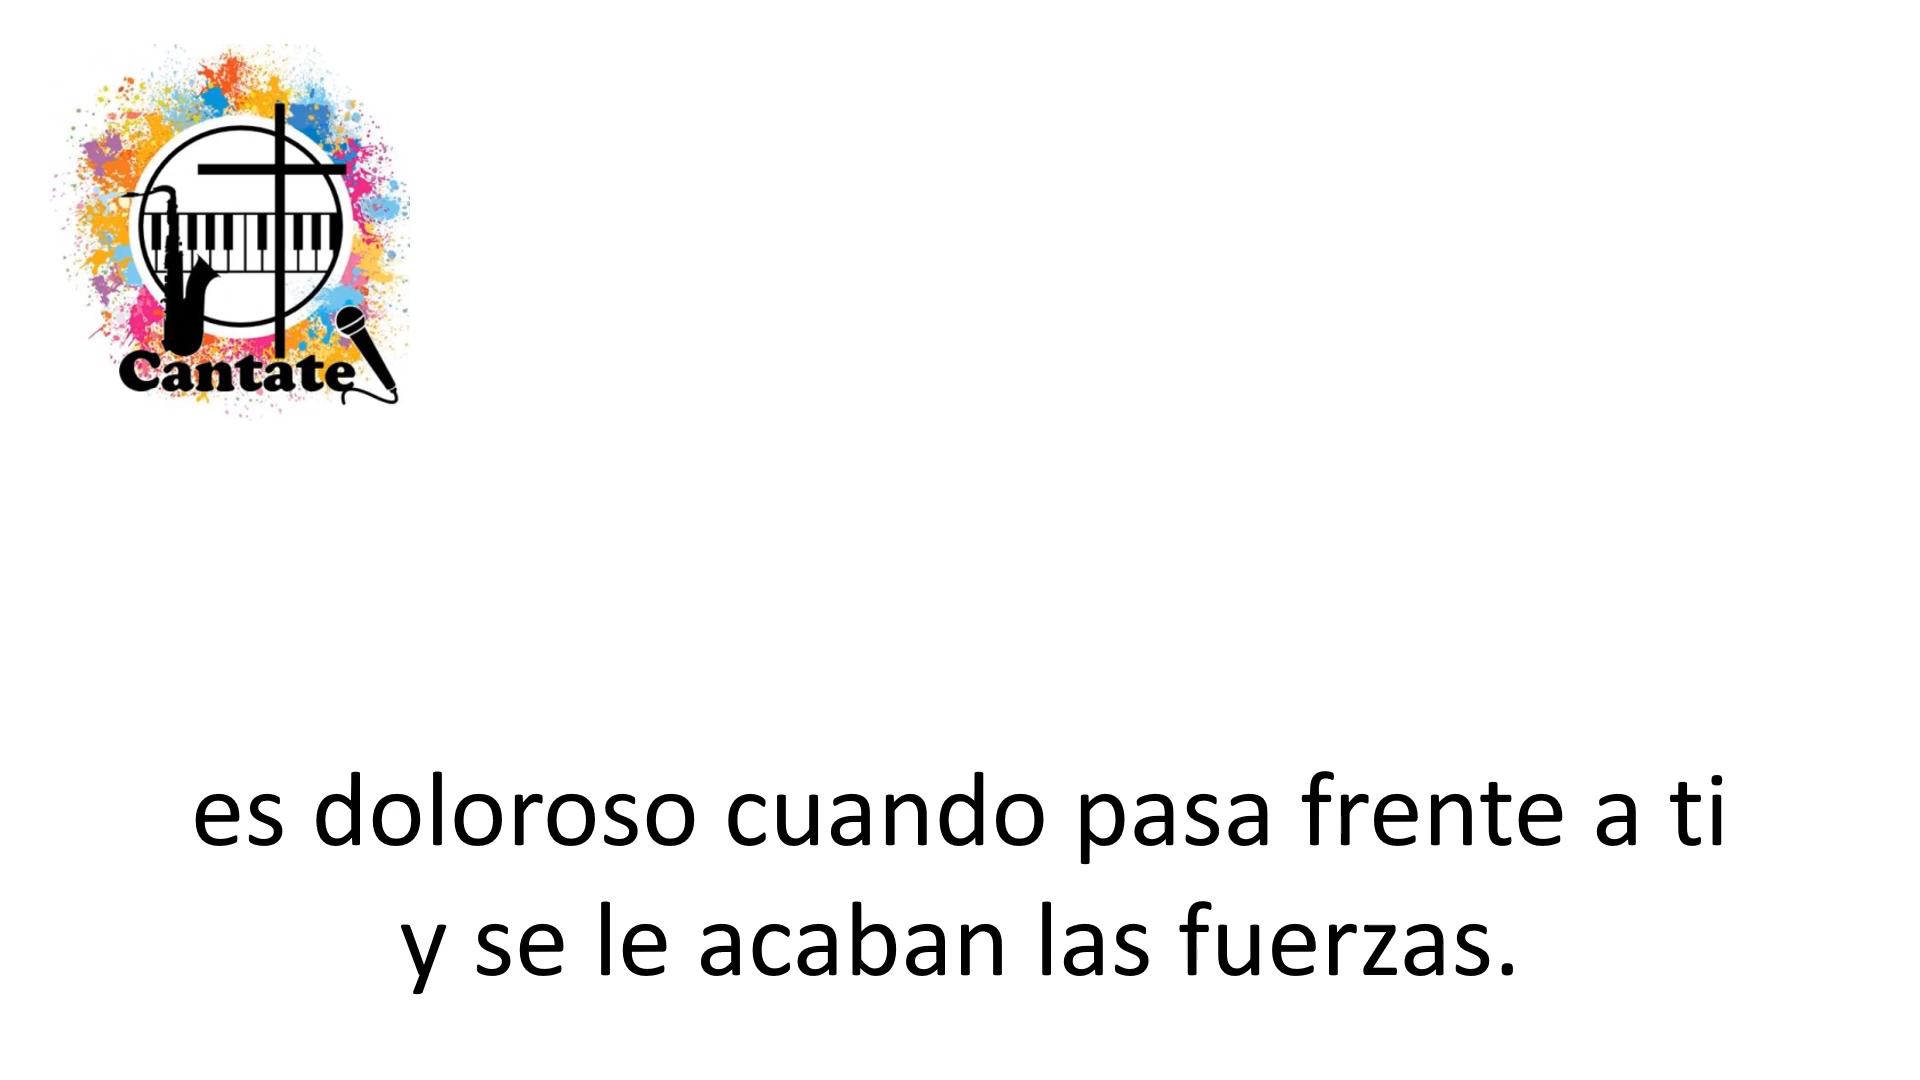 Cantate
es doloroso cuando pasa frente a ti
y se le acaban las fuerzas.